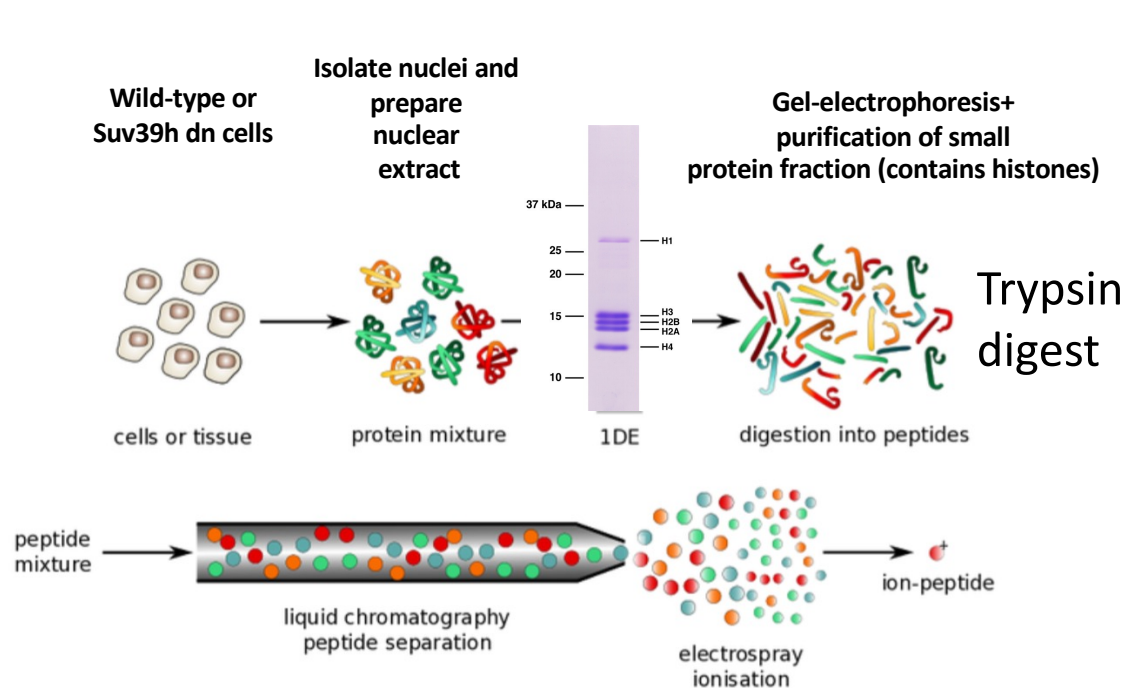 Wild-type or
Suv39h dn cells
Isolate nuclei and
prepare
nuclear
extract
Gel-electrophoresis+
purification of small
protein fraction (contains histones)
37 kDa
25
20
15
10
H1
H3
H2B
H2A
H4
Trypsin
digest
cells or tissue
protein mixture
1DE
digestion into peptides
peptide
mixture
liquid chromatography
peptide separation
electrospray
ionisation
+
ion-peptide